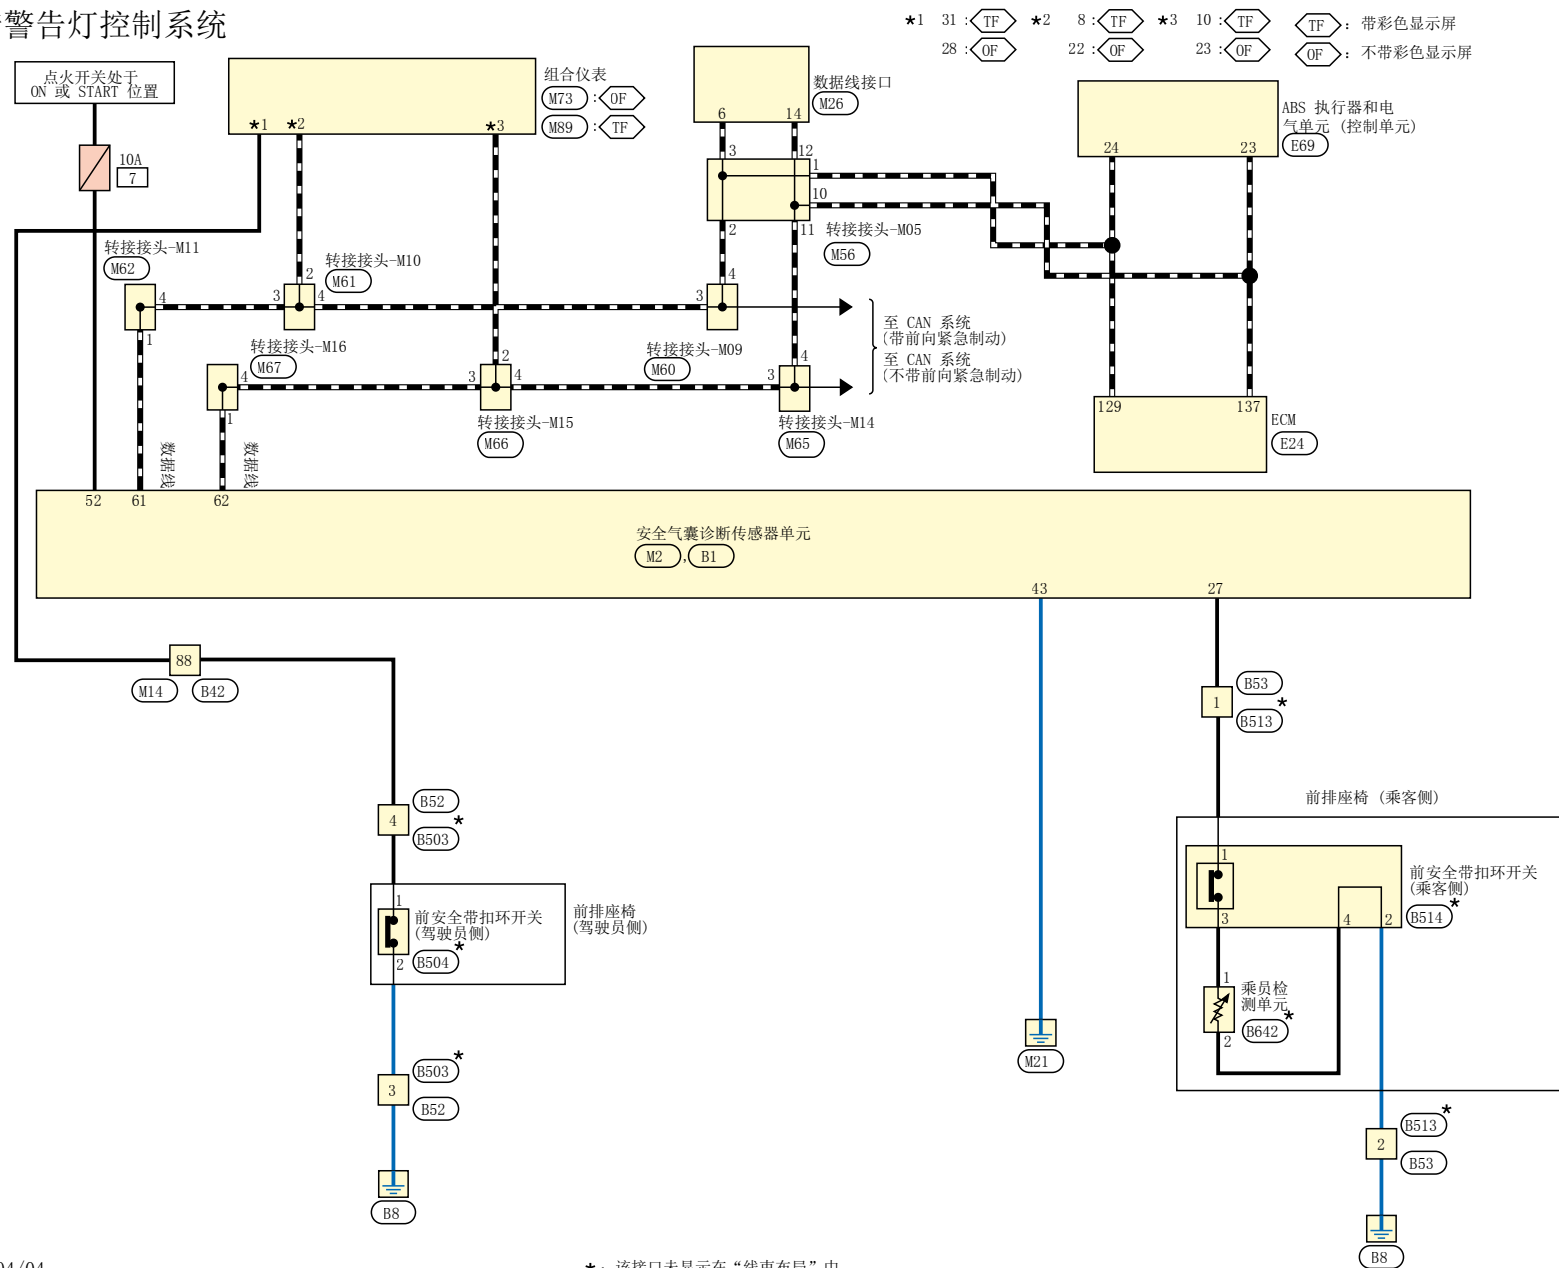 警告灯控制系统
★1 31 : TF ★2 8 : TF ★3 10 : TF TF : 带彩色显示屏
28 : OF 22 : OF 23 : OF OF : 不带彩色显示屏
点火开关处于
ON 或 START 位置
10A
7
组合仪表
M73 : OF
M89 : TF
★1 ★2 ★3
数据线接口
M26
6 14
3 12
1
10
2 11
转接接头-M05
M56
ABS 执行器和电
气单元 (控制单元)
E69
24 23
转接接头-M11
M62
4
1
转接接头-M10
M61
2
3 4
3 4
转接接头-M16
M67
4
1
3 2 4
转接接头-M15
M66
转接接头-M09
M60
3 4
转接接头-M14
M65
至 CAN 系统
(带前向紧急制动)
至 CAN 系统
(不带前向紧急制动)
129 137
ECM
E24
数据线
数据线
52 61 62
安全气囊诊断传感器单元
M2 , B1
43 27
88
M14 B42
B53
1
B513 ★
4
B52
B503 ★
前排座椅 (乘客侧)
1
前安全带扣环开关
(驾驶员侧)
B504 ★
2
前排座椅
(驾驶员侧)
1
3 4 2
前安全带扣环开关
(乘客侧)
B514 ★
1
乘员检
测单元
B642 ★
2
M21
B503 ★
3
B52
B8
B513 ★
2
B53
B8
04/04
★ : 该接口未显示在“线束布局”中